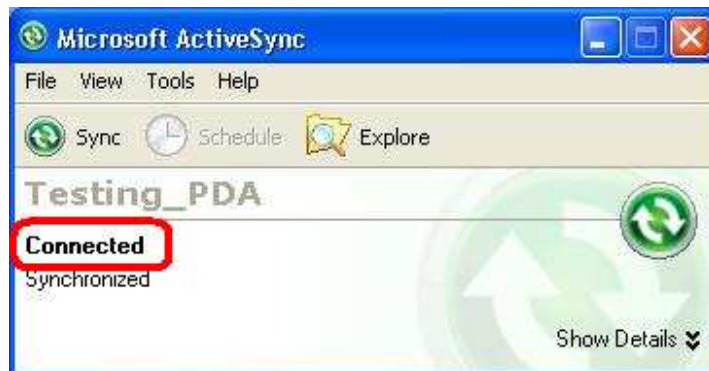 Microsoft ActiveSync
File View Tools Help
Sync Schedule Explore
Testing_PDA
Connected
Synchronized
Show Details